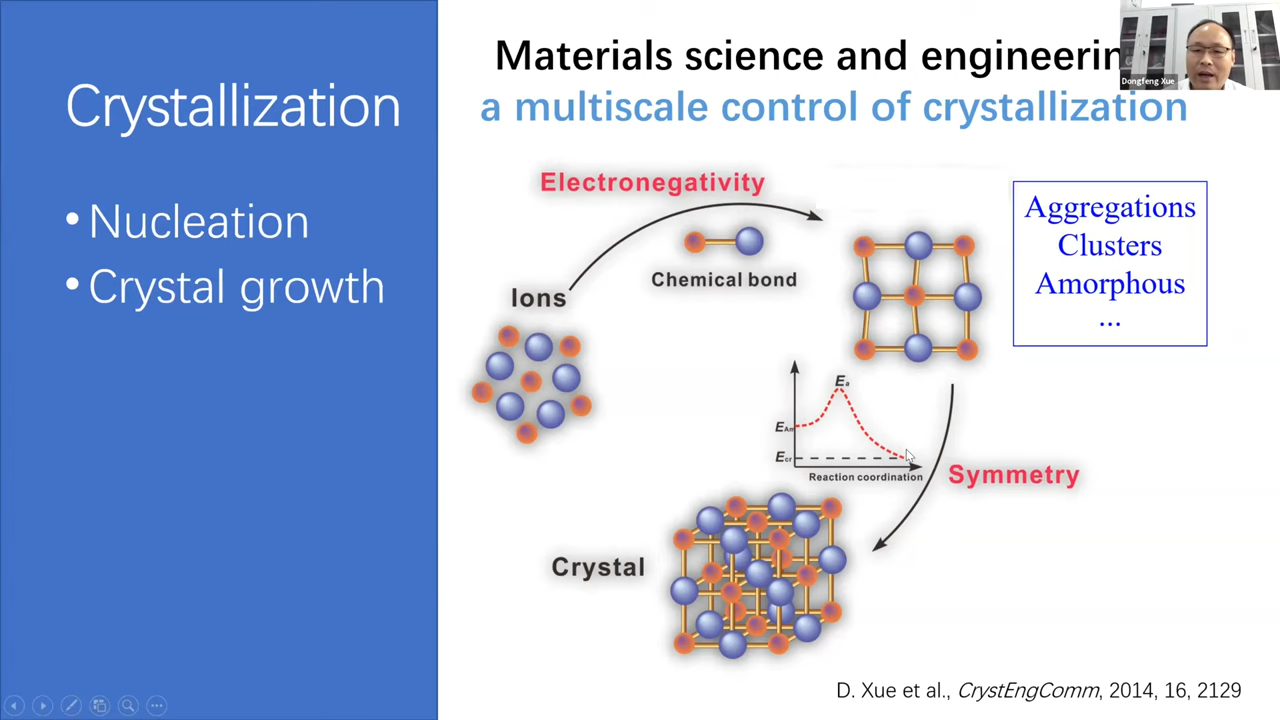 Crystallization
• Nucleation
• Crystal growth
Materials science and engineerin
a multiscale control of crystallization
Dongfeng Xue
Electronegativity
Chemical bond
Ions
Aggregations
Clusters
Amorphous
...
Ea
EAm
Ecr
Reaction coordination
Symmetry
Crystal
D. Xue et al., CrystEngComm, 2014, 16, 2129